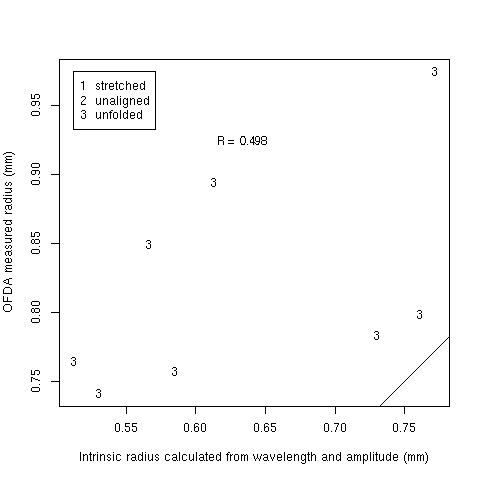 1 stretched
2 unaligned
3 unfolded
R = 0.498
3
3
3
3
3
3
3
3
0.95
0.90
0.85
0.80
0.75
OFDA measured radius (mm)
0.55 0.60 0.65 0.70 0.75
Intrinsic radius calculated from wavelength and amplitude (mm)